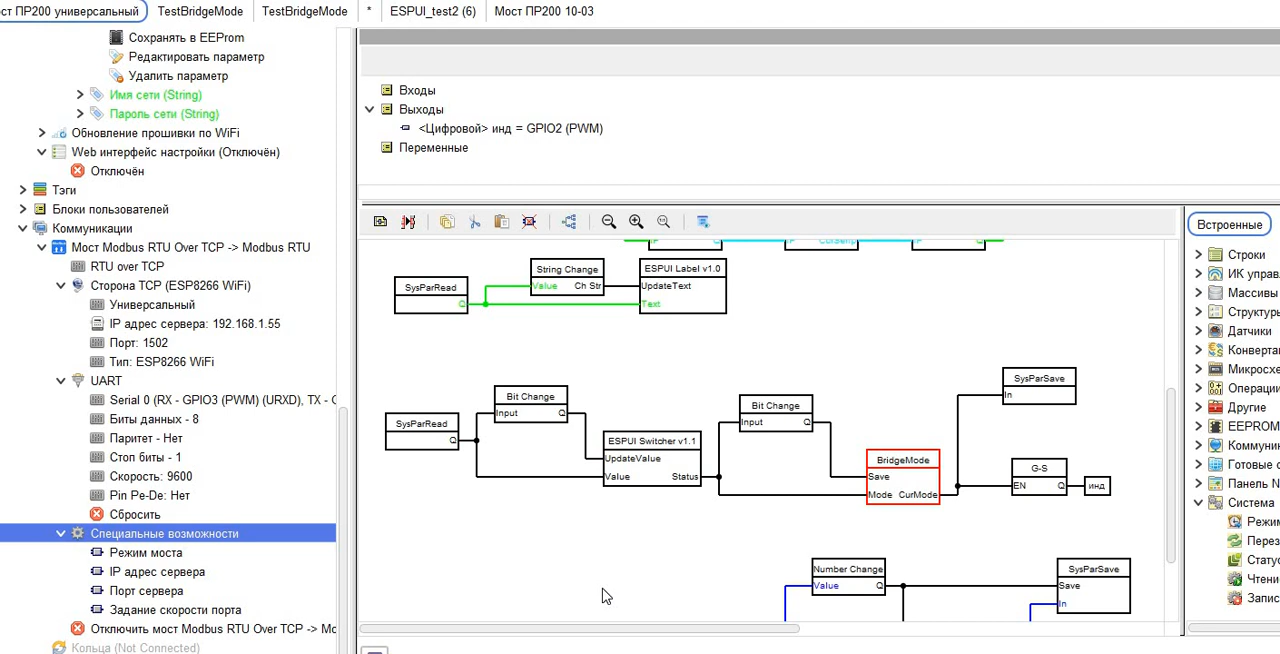 ст ПР200 универсальный
TestBridgeMode
TestBridgeMode
*
ESPUI_test2 (6)
Мост ПР200 10-03
Сохранять в EEProm
Редактировать параметр
Удалить параметр
Имя сети (String)
Пароль сети (String)
Обновление прошивки по WiFi
Web интерфейс настройки (Отключён)
Отключён
Тэги
Блоки пользователей
Коммуникации
Мост Modbus RTU Over TCP -> Modbus RTU
RTU over TCP
Сторона TCP (ESP8266 WiFi)
Универсальный
IP адрес сервера: 192.168.1.55
Порт: 1502
Тип: ESP8266 WiFi
UART
Serial 0 (RX - GPIO3 (PWM) (URXD), TX -
Биты данных - 8
Паритет - Нет
Стоп биты - 1
Скорость: 9600
Pin Pe-De: Нет
Сбросить
Специальные возможности
Режим моста
IP адрес сервера
Порт сервера
Задание скорости порта
Отключить мост Modbus RTU Over TCP -> Mo
Кольца (Not Connected)
Входы
Выходы
<Цифровой> инд = GPIO2 (PWM)
Переменные
SysParRead
Q
String Change
Value Ch Str
ESPUI Label v1.0
UpdateText
Text
SysParRead
Q
Bit Change
Input Q
ESPUI Switcher v1.1
UpdateValue
Value Status
Bit Change
Input Q
BridgeMode
Save
Mode CurMode
SysParSave
In
G-S
EN Q
инд
Number Change
Value Q
SysParSave
Save
In
Встроенные
Строки
ИК управ
Массивы
Структуры
Датчики
Конверта
Микросхе
Операции
Другие
EEPROM
Коммуник
Готовые с
Панель N
Система
Режим
Перез
Статус
Чтени
Запис